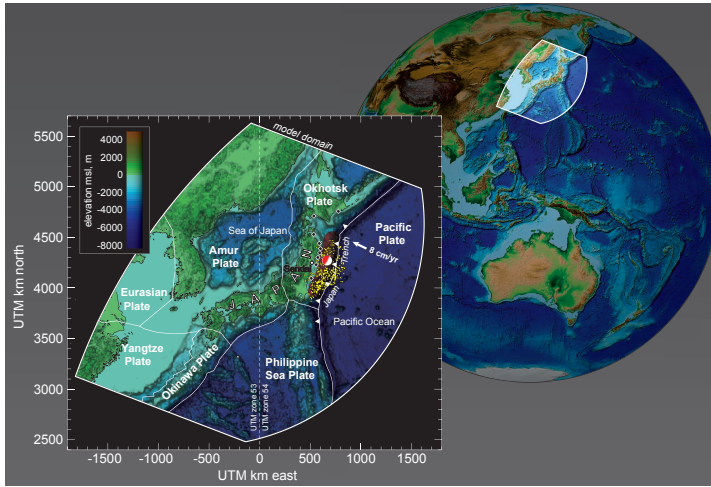 model domain
elevation msl, m
4000
2000
0
-2000
-4000
-6000
-8000
UTM km north
5500
5000
4500
4000
3500
3000
2500
Okhotsk
Plate
Pacific
Plate
8 cm/yr
Sea of Japan
Amur
Plate
JAPAN
Japan Trench
Eurasian
Plate
Pacific Ocean
Yangtze
Plate
Okinawa Plate
Philippine
Sea Plate
UTM zone 53
UTM zone 54
-1500
-1000
-500
0
500
1000
1500
UTM km east